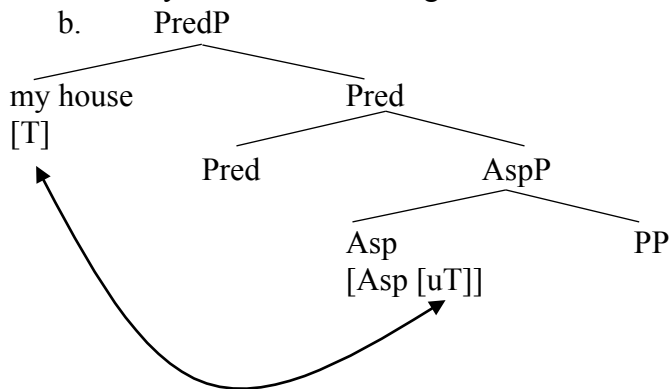 b. PredP
my house Pred
[T]
Pred AspP
Asp PP
[Asp [uT]]